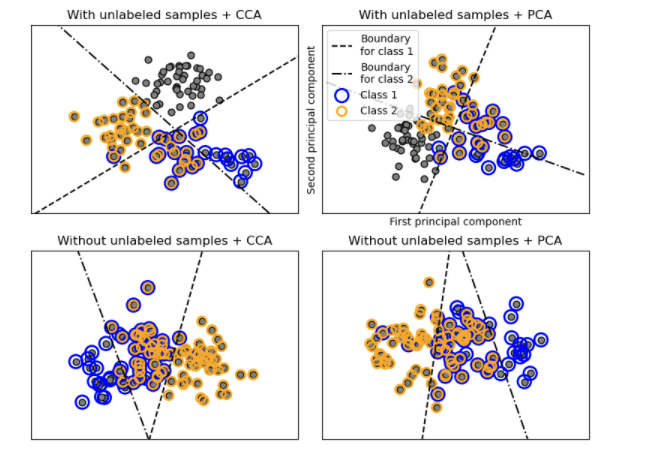 With unlabeled samples + CCA
With unlabeled samples + PCA
Second principal component
Boundary
for class 1
Boundary
for class 2
Class 1
Class 2
First principal component
Without unlabeled samples + CCA
Without unlabeled samples + PCA